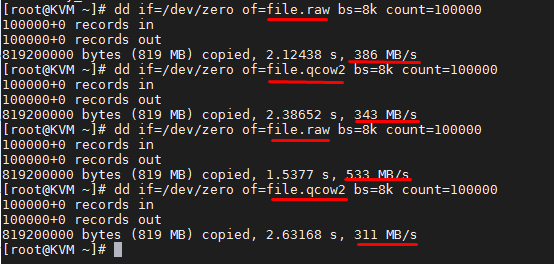 [root@KVM ~]# dd if=/dev/zero of=file.raw bs=8k count=100000
100000+0 records in
100000+0 records out
819200000 bytes (819 MB) copied, 2.12438 s, 386 MB/s
[root@KVM ~]# dd if=/dev/zero of=file.qcow2 bs=8k count=100000
100000+0 records in
100000+0 records out
819200000 bytes (819 MB) copied, 2.38652 s, 343 MB/s
[root@KVM ~]# dd if=/dev/zero of=file.raw bs=8k count=100000
100000+0 records in
100000+0 records out
819200000 bytes (819 MB) copied, 1.5377 s, 533 MB/s
[root@KVM ~]# dd if=/dev/zero of=file.qcow2 bs=8k count=100000
100000+0 records in
100000+0 records out
819200000 bytes (819 MB) copied, 2.63168 s, 311 MB/s
[root@KVM ~]#